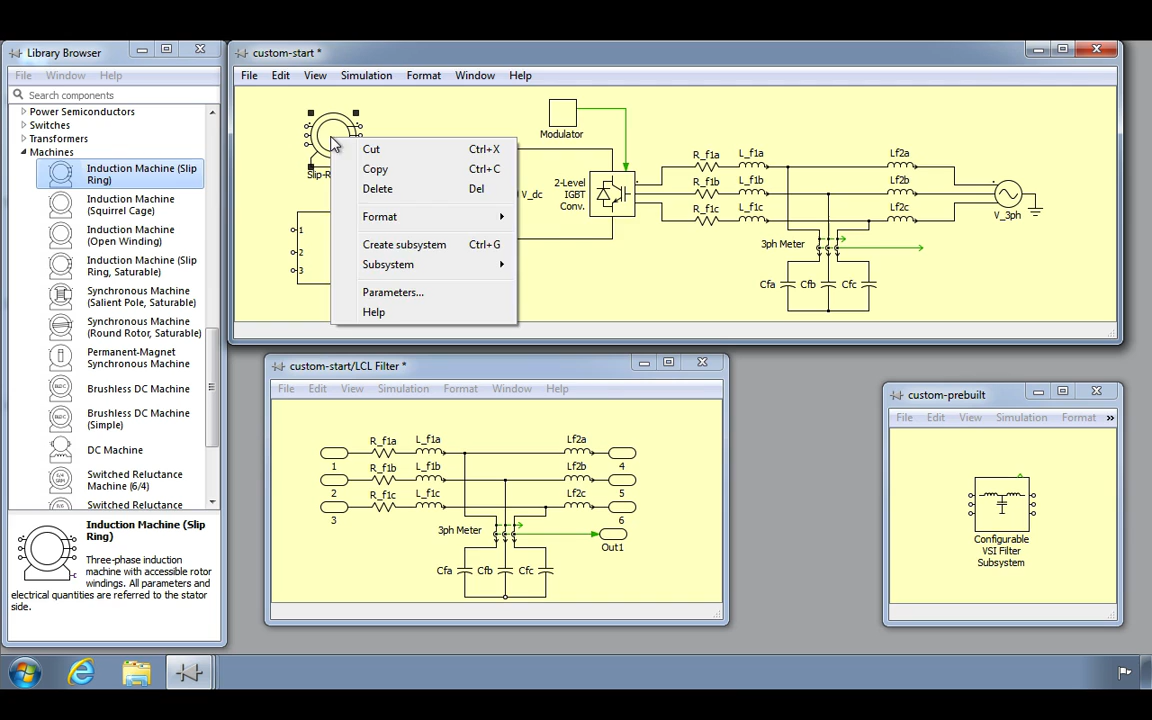 Library Browser
File Window Help
Search components
Power Semiconductors
Switches
Transformers
Machines
Induction Machine (Slip
Ring)
Induction Machine
(Squirrel Cage)
Induction Machine
(Open Winding)
Induction Machine (Slip
Ring, Saturable)
Synchronous Machine
(Salient Pole, Saturable)
Synchronous Machine
(Round Rotor, Saturable)
Permanent-Magnet
Synchronous Machine
Brushless DC Machine
Brushless DC Machine
(Simple)
DC Machine
Switched Reluctance
Machine (6/4)
Switched Reluctance
Induction Machine (Slip
Ring)
Three-phase induction
machine with accessible rotor
windings. All parameters and
electrical quantities are referred to the stator
side.
custom-start *
File Edit View Simulation Format Window Help
Slip-R
1
2
3
Cut Ctrl+X
Copy Ctrl+C
Delete Del
Format
Create subsystem Ctrl+G
Subsystem
Parameters...
Help
Modulator
V_dc
2-Level
IGBT
Conv.
R_f1a L_f1a Lf2a
R_f1b L_f1b Lf2b
R_f1c L_f1c Lf2c
V_3ph
3ph Meter
Cfa Cfb Cfc
custom-start/LCL Filter *
File Edit View Simulation Format Window Help
R_f1a L_f1a Lf2a
1 4
R_f1b L_f1b Lf2b
2 5
R_f1c L_f1c Lf2c
3 6
3ph Meter
Out1
Cfa Cfb Cfc
custom-prebuilt
File Edit View Simulation Format »
Configurable
VSI Filter
Subsystem